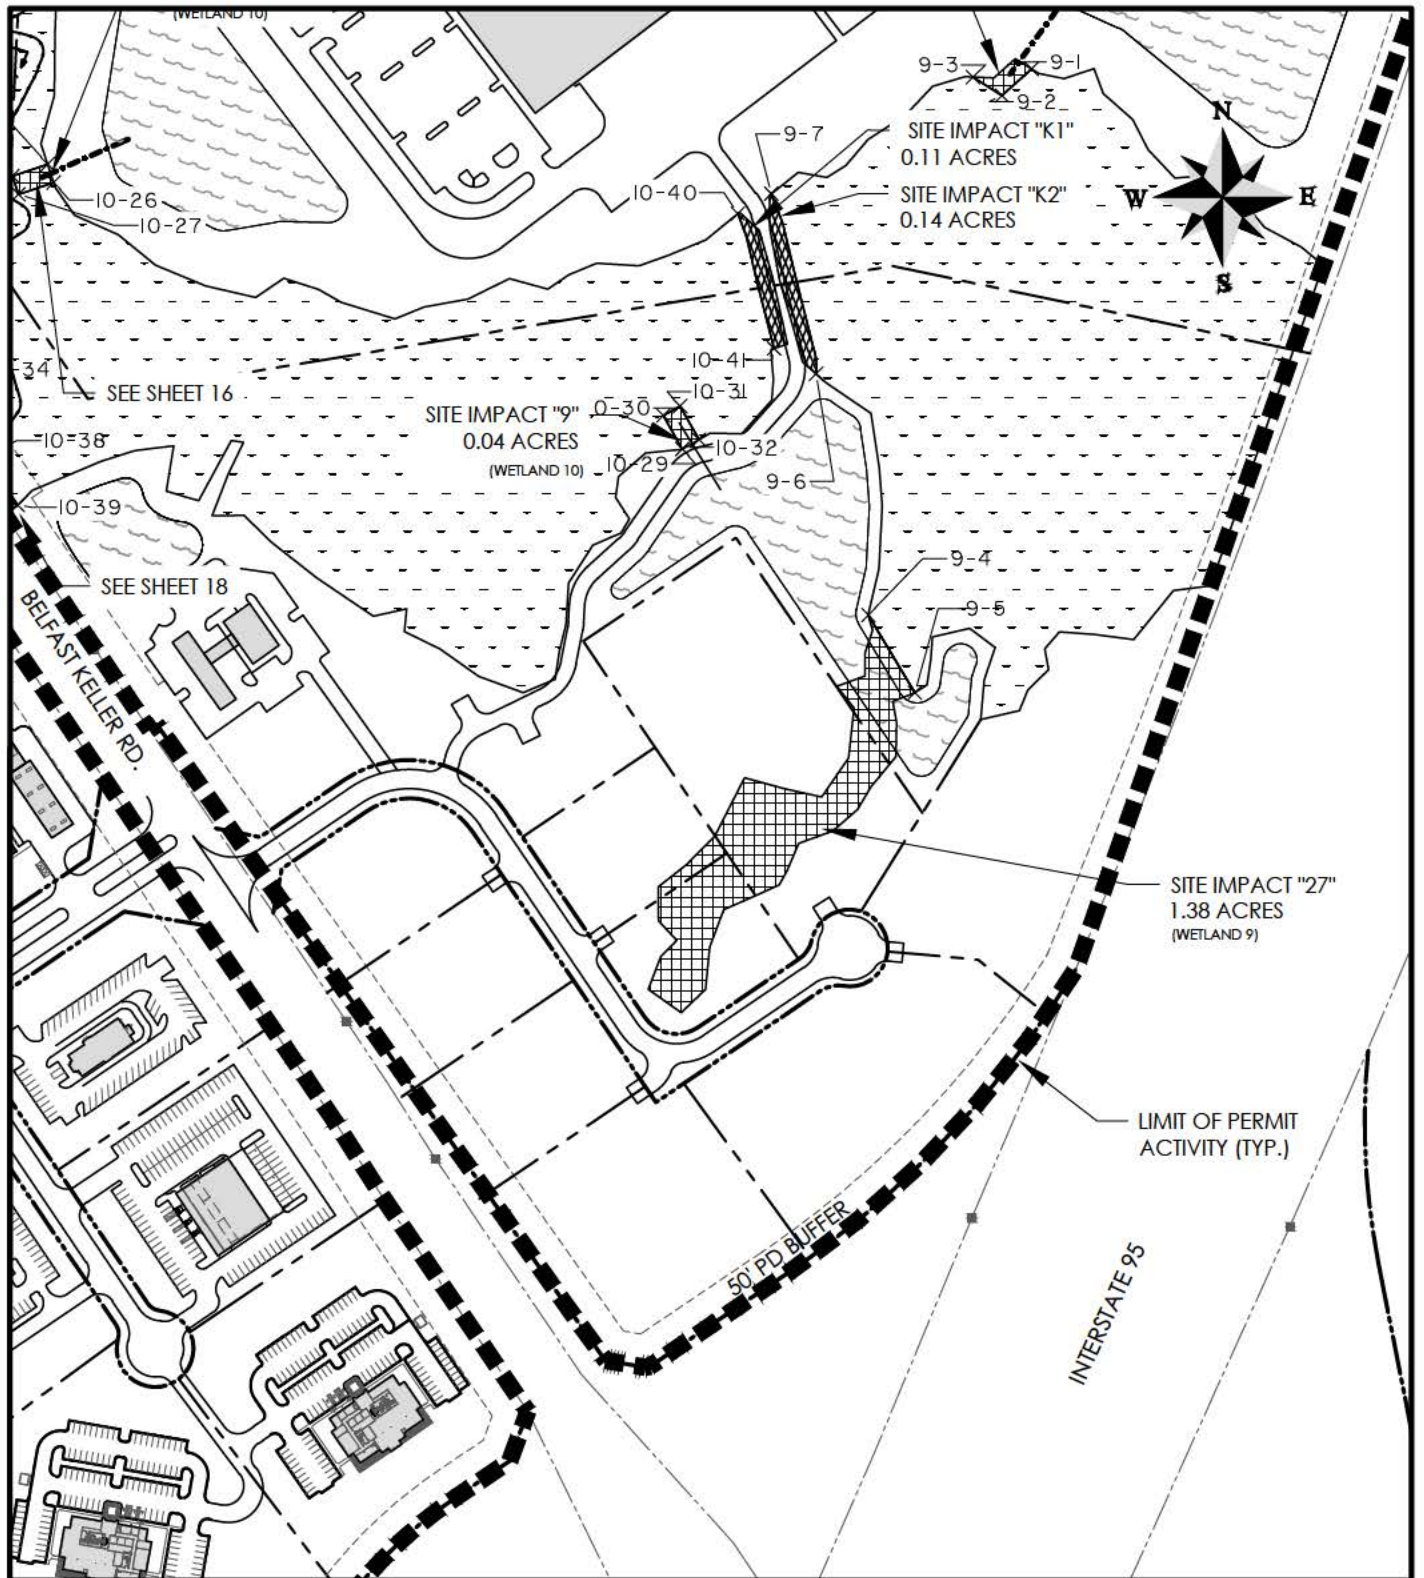 (WETLAND 10)
9-3
9-1
9-2
N
W
E
S
9-7
SITE IMPACT "K1"
0.11 ACRES
SITE IMPACT "K2"
0.14 ACRES
10-40
10-26
10-27
10-41
-34
SEE SHEET 16
10-31
0-30
SITE IMPACT "9"
0.04 ACRES
(WETLAND 10)
10-32
10-29
9-6
10-38
10-39
SEE SHEET 18
BELFAST KELLER RD.
9-4
9-5
SITE IMPACT "27"
1.38 ACRES
(WETLAND 9)
LIMIT OF PERMIT
ACTIVITY (TYP.)
50' PD BUFFER
INTERSTATE 95